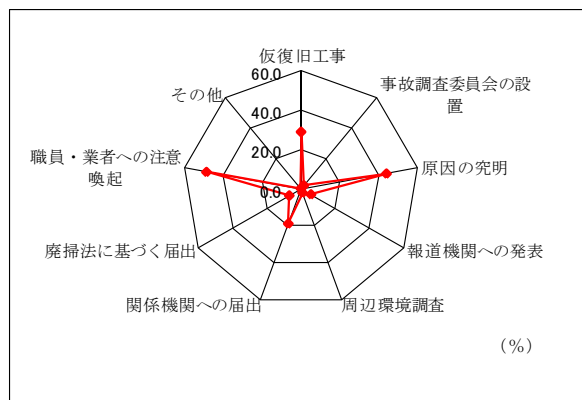 仮復旧工事
60.0
事故調査委員会の設
置
その他
40.0
20.0
0.0
職員・業者への注意
喚起
原因の究明
廃掃法に基づく届出
報道機関への発表
関係機関への届出
周辺環境調査
（％）